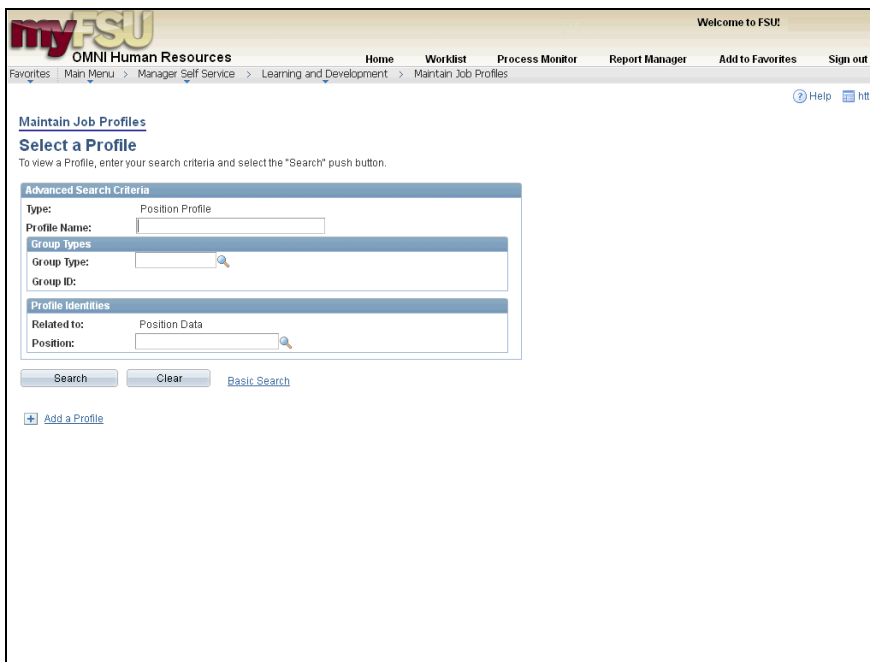 myFSU
Welcome to FSU!
OMNI Human Resources
Home Worklist Process Monitor Report Manager Add to Favorites Sign out
Favorites Main Menu > Manager Self Service > Learning and Development > Maintain Job Profiles
Help htt
Maintain Job Profiles
Select a Profile
To view a Profile, enter your search criteria and select the "Search" push button.
Advanced Search Criteria
Type: Position Profile
Profile Name:
Group Types
Group Type:
Group ID:
Profile Identities
Related to: Position Data
Position:
Search Clear Basic Search
Add a Profile